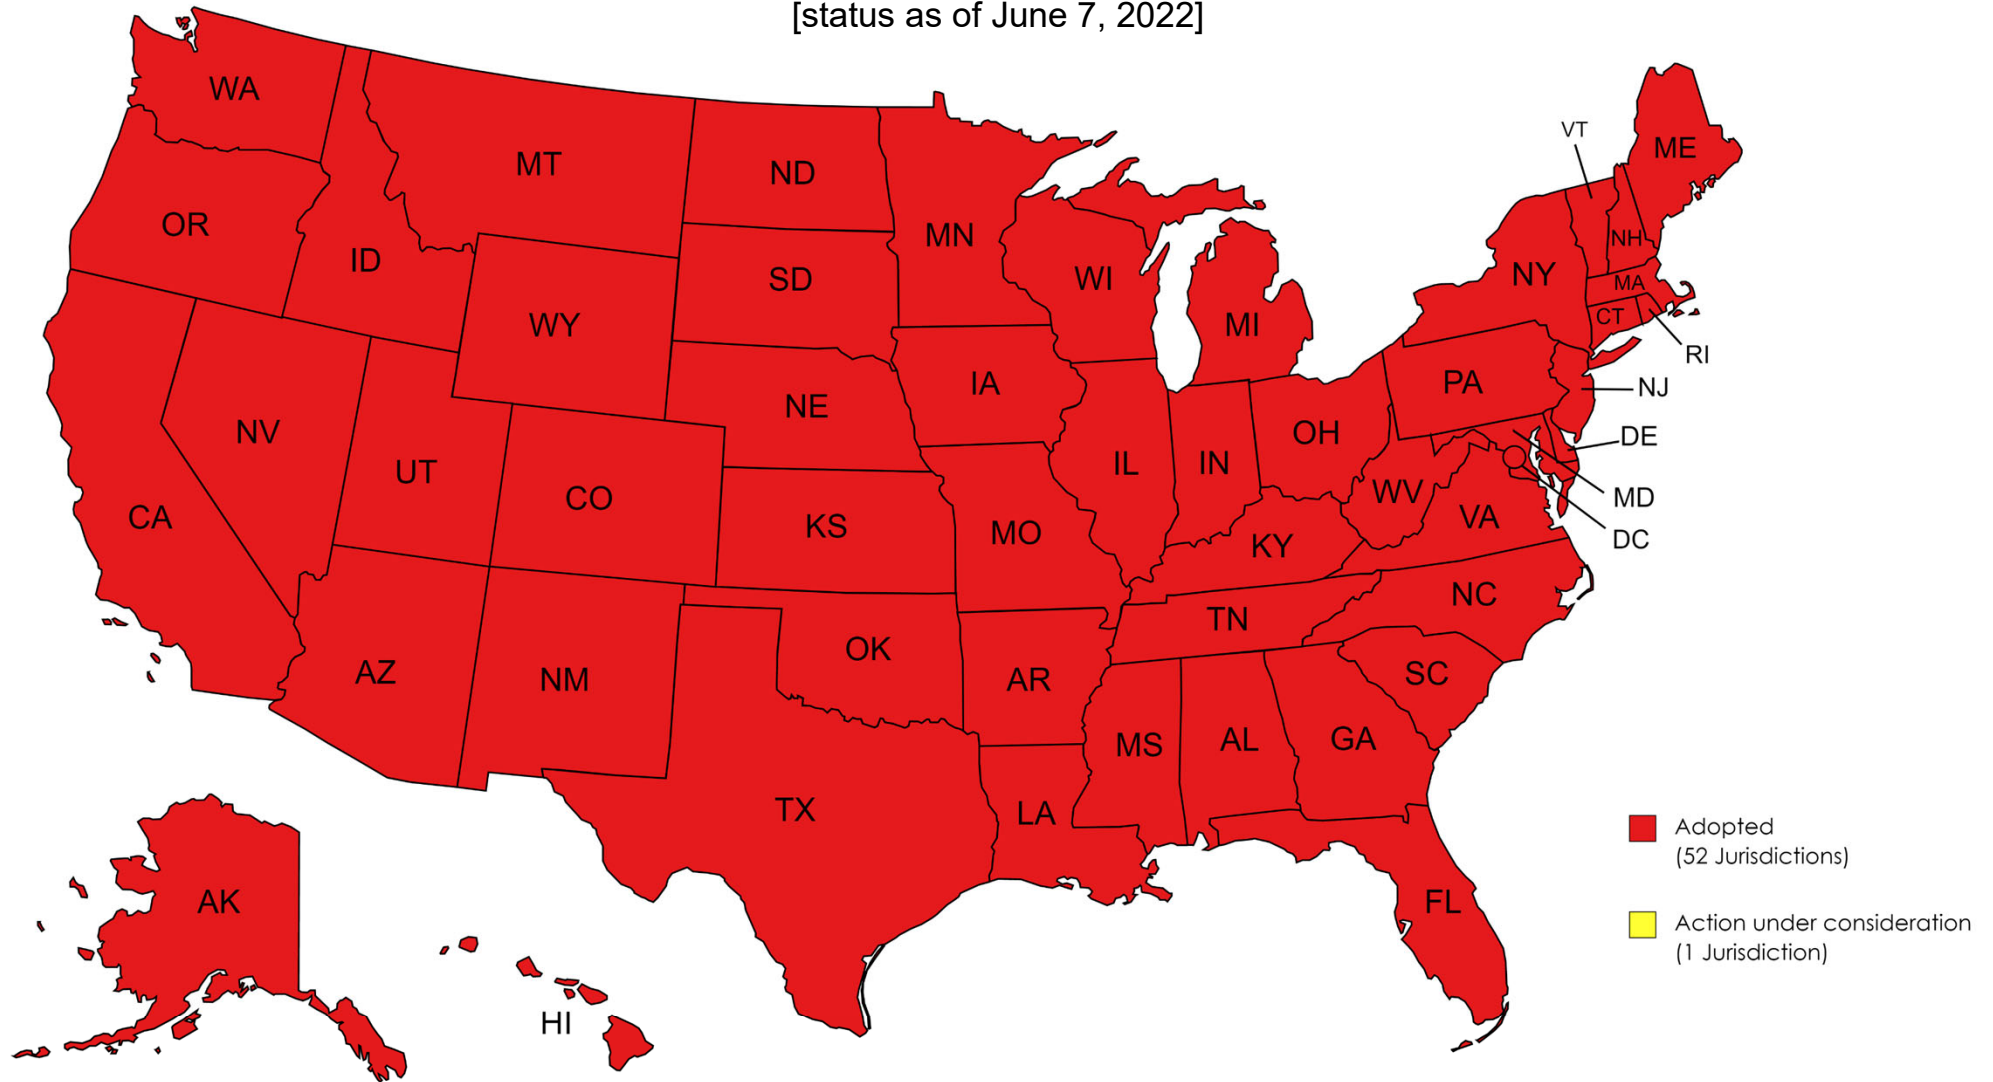 [status as of June 7, 2022]
WA
MT
ND
MN
VT
ME
OR
ID
SD
WI
NH
NY
MA
WY
MI
CT
RI
IA
PA
NJ
NE
NV
OH
DE
UT
CO
IL
IN
WV
MD
CA
KS
MO
VA
DC
KY
NC
TN
OK
AZ
NM
AR
SC
MS
AL
GA
TX
LA
Adopted
(52 Jurisdictions)
AK
FL
Action under consideration
(1 Jurisdiction)
HI